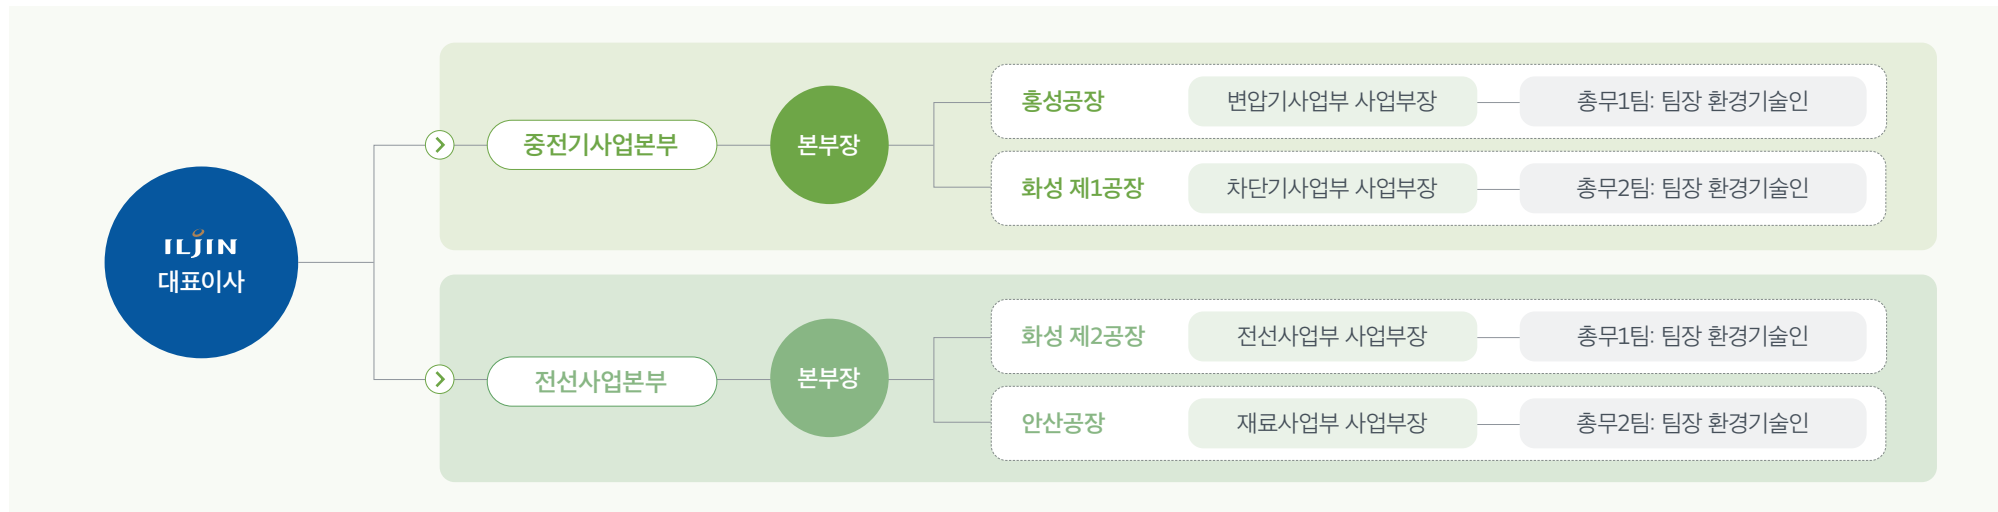 ILJIN
대표이사
중전기사업본부
본부장
홍성공장
변압기사업부 사업부장
총무1팀: 팀장 환경기술인
화성 제1공장
차단기사업부 사업부장
총무2팀: 팀장 환경기술인
전선사업본부
본부장
화성 제2공장
전선사업부 사업부장
총무1팀: 팀장 환경기술인
안산공장
재료사업부 사업부장
총무2팀: 팀장 환경기술인